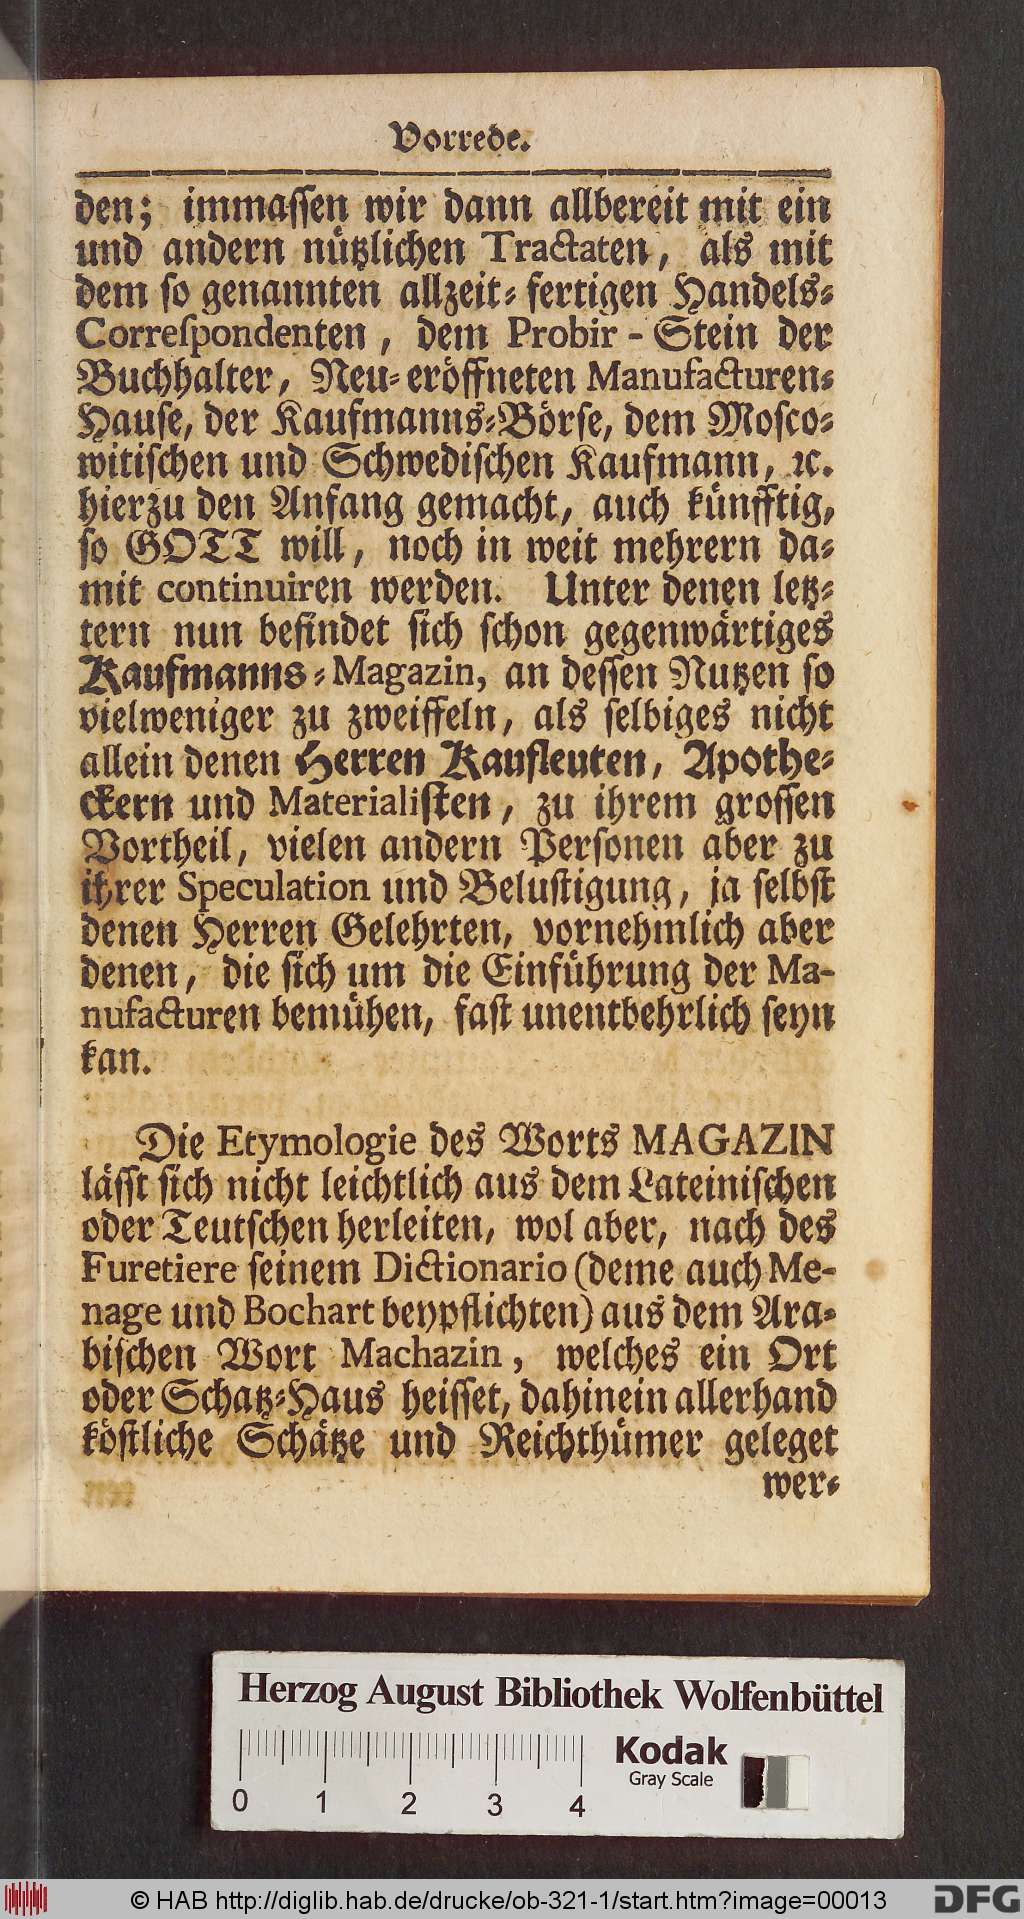 Vorrede.
den; immassen wir dann allbereit mit ein
und andern nützlichen Tractaten, als mit
dem so genannten allzeit-fertigen Handels-
Correspondenten, dem Probir-Stein der
Buchhalter, Neu-eröffneten Manufacturen-
Hause, der Kaufmanns-Börse, dem Mosco-
witischen und Schwedischen Kaufmann, ꝛc.
hierzu den Anfang gemacht, auch künfftig,
so GOTT will, noch in weit mehrern da-
mit continuiren werden. Unter denen letz-
tern nun befindet sich schon gegenwärtiges
Kaufmanns-Magazin, an dessen Nutzen so
vielweniger zu zweiffeln, als selbiges nicht
allein denen Herren Kaufleuten, Apothe-
ckern und Materialisten, zu ihrem grossen
Vortheil, vielen andern Personen aber zu
ihrer Speculation und Belustigung, ja selbst
denen Herren Gelehrten, vornehmlich aber
denen, die sich um die Einführung der Ma-
nufacturen bemühen, fast unentbehrlich seyn
kan.
Die Etymologie des Worts MAGAZIN
lässt sich nicht leichtlich aus dem Lateinischen
oder Teutschen herleiten, wol aber, nach des
Furetiere seinem Dictionario (deme auch Me-
nage und Bochart beypflichten) aus dem Ara-
bischen Wort Machazin, welches ein Ort
oder Schatz-Haus heisset, dahinein allerhand
köstliche Schätze und Reichthümer geleget
wer-
Herzog August Bibliothek Wolfenbüttel
Kodak
Gray Scale
0 1 2 3 4
© HAB http://diglib.hab.de/drucke/ob-321-1/start.htm?image=00013
DFG